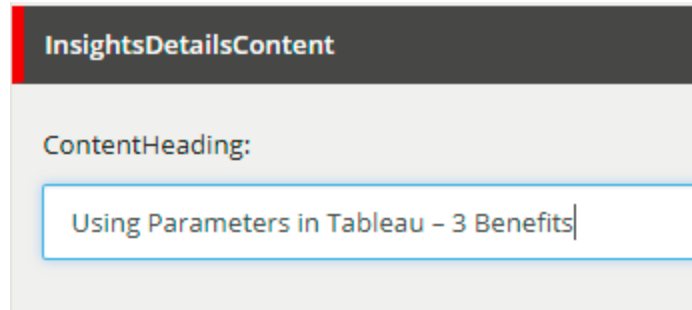 InsightsDetailsContent
ContentHeading:
Using Parameters in Tableau – 3 Benefits